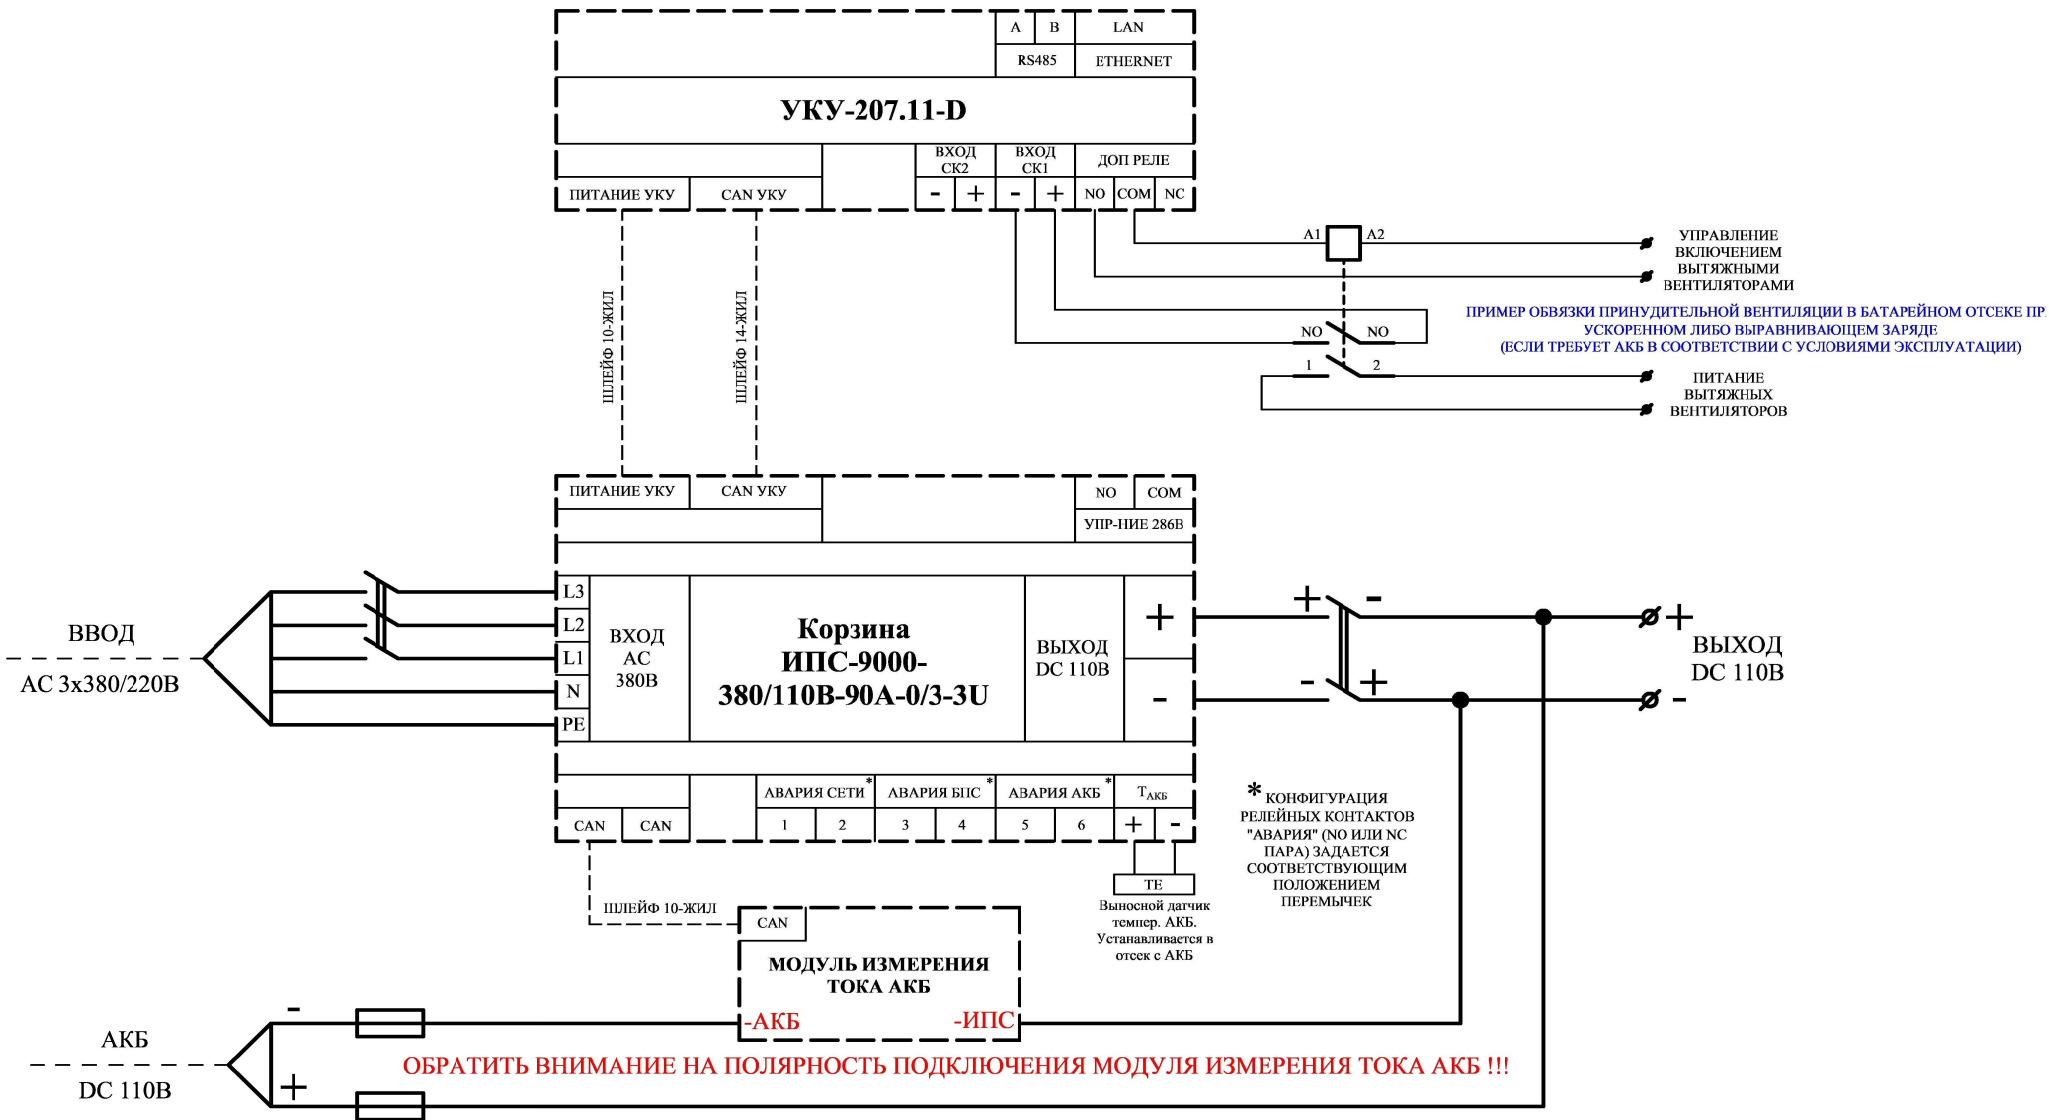 A B LAN
RS485 ETHERNET
УКУ-207.11-D
ВХОД СК2
ВХОД СК1
ДОП РЕЛЕ
ПИТАНИЕ УКУ CAN УКУ - + - + NO COM NC
ШЛЕЙФ 10-ЖИЛ
ШЛЕЙФ 14-ЖИЛ
A1 A2
УПРАВЛЕНИЕ
ВКЛЮЧЕНИЕМ
ВЫТЯЖНЫМИ
ВЕНТИЛЯТОРАМИ
ПРИМЕР ОБВЯЗКИ ПРИНУДИТЕЛЬНОЙ ВЕНТИЛЯЦИИ В БАТАРЕЙНОМ ОТСЕКЕ ПР
УСКОРЕННОМ ЛИБО ВЫРАВНИВАЮЩЕМ ЗАРЯДЕ
(ЕСЛИ ТРЕБУЕТ АКБ В СООТВЕТСТВИИ С УСЛОВИЯМИ ЭКСПЛУАТАЦИИ)
NO NO
1 2
ПИТАНИЕ
ВЫТЯЖНЫХ
ВЕНТИЛЯТОРОВ
ПИТАНИЕ УКУ CAN УКУ NO COM
УПР-НИЕ 286В
ВВОД
AC 3x380/220В
L3
L2
L1
N
PE
ВХОД
AC
380В
Корзина
ИПС-9000-
380/110В-90А-0/3-3U
ВЫХОД
DC 110В
+
-
+ -
- +
+
-
ВЫХОД
DC 110В
АВАРИЯ СЕТИ * АВАРИЯ БПС * АВАРИЯ АКБ * TАКБ
CAN CAN 1 2 3 4 5 6 + -
* КОНФИГУРАЦИЯ
РЕЛЕЙНЫХ КОНТАКТОВ
"АВАРИЯ" (NO ИЛИ NC
ПАРА) ЗАДАЕТСЯ
СООТВЕТСТВУЮЩИМ
ПОЛОЖЕНИЕМ
ПЕРЕМЫЧЕК
TE
Выносной датчик
темпер. АКБ.
Устанавливается в
отсек с АКБ
ШЛЕЙФ 10-ЖИЛ
CAN
МОДУЛЬ ИЗМЕРЕНИЯ
ТОКА АКБ
-АКБ -ИПС
АКБ
DC 110В
-
+
ОБРАТИТЬ ВНИМАНИЕ НА ПОЛЯРНОСТЬ ПОДКЛЮЧЕНИЯ МОДУЛЯ ИЗМЕРЕНИЯ ТОКА АКБ !!!